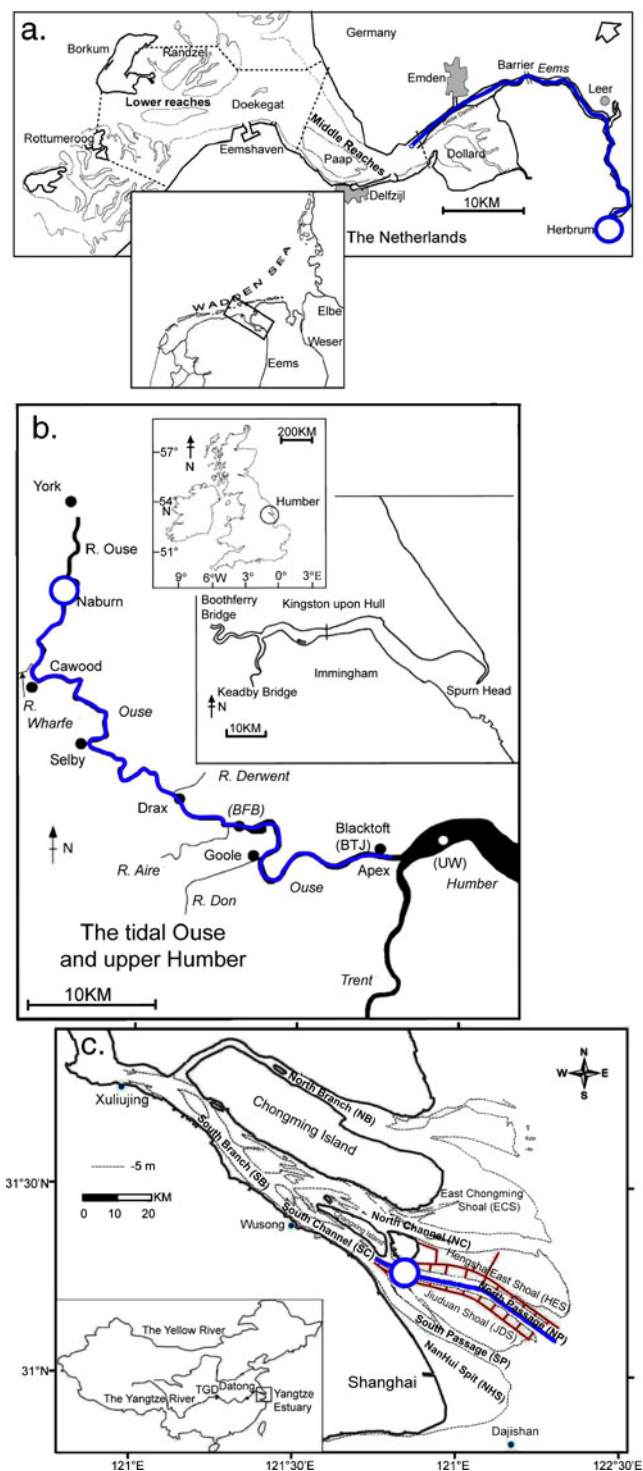 a.
Borkum
Randzel
Germany
Lower reaches
Doekegat
Emden
Barrier
Eems
Leer
Rottumeroog
Eemshaven
Middle Reaches
Paap
Dollard
Delfzijl
10KM
Herbrum
The Netherlands
WADDEN SEA
Elbe
Weser
Eems
b.
200KM
57°
N
54°
N
51°
Humber
9°
6°W
3°
0°
3°E
York
R. Ouse
Naburn
Boothferry
Bridge
Kingston upon Hull
Cawood
R.
Wharfe
Ouse
Immingham
Keadby Bridge
Spurn Head
N
10KM
Selby
R. Derwent
Drax
(BFB)
N
R. Aire
Goole
Blacktoft
(BTJ)
Apex
(UW)
Ouse
Humber
R. Don
The tidal Ouse
and upper Humber
Trent
10KM
c.
N
W
E
S
Xuliujing
North Branch (NB)
Chongming Island
South Branch (SB)
-5 m
31°30'N
0
10
20
KM
Wusong
East Chongming
Shoal (ECS)
South Channel (SC)
Changxing Island
North Channel (NC)
Hengsha East Shoal (HES)
North Passage (NP)
Jiuduan Shoal (JDS)
South Passage (SP)
NanHui Spit (NHS)
31°N
Shanghai
Dajishan
The Yellow River
The Yangtze River
TGD
Datong
Yangtze
Estuary
121°E
121°30'E
121°E
122°30'E